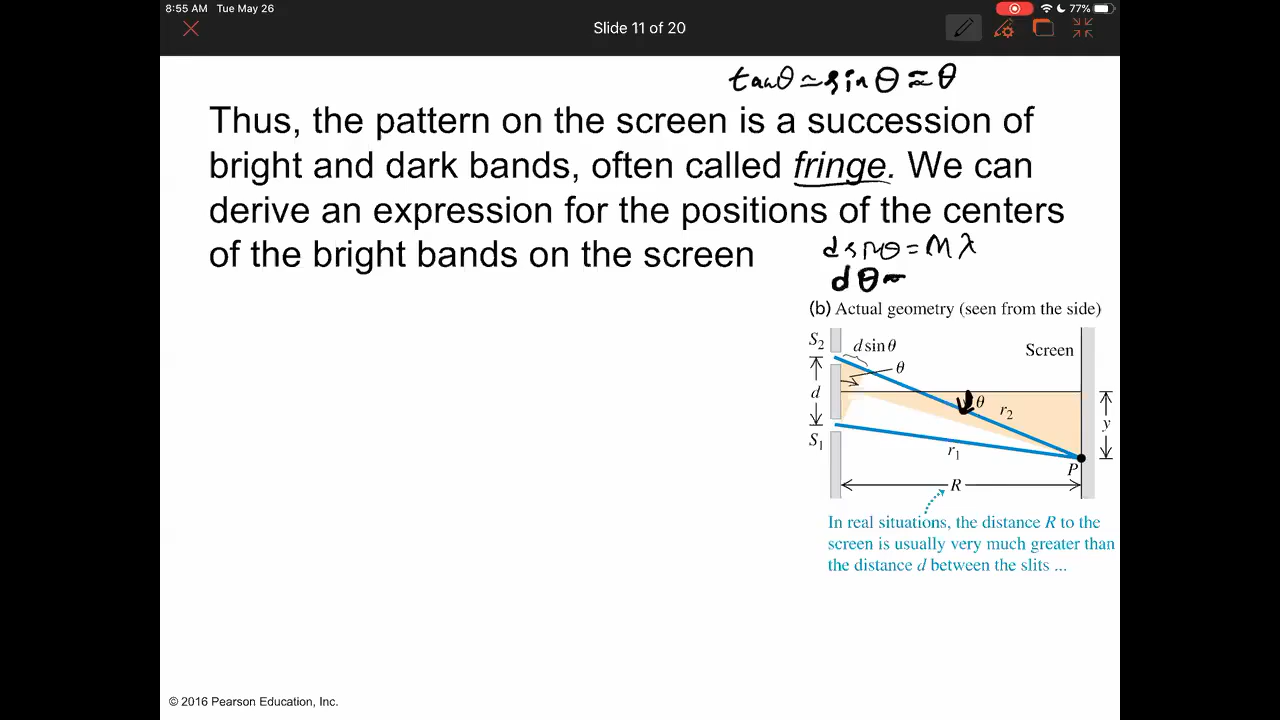 8:55 AM Tue May 26
77%
Slide 11 of 20
tanθ ≃ sinθ ≈ θ
Thus, the pattern on the screen is a succession of
bright and dark bands, often called fringe. We can
derive an expression for the positions of the centers
of the bright bands on the screen
d sinθ = mλ
dθ ≈
(b) Actual geometry (seen from the side)
S₂
d sin θ
Screen
θ
d
θ
r₂
y
S₁
r₁
P
R
In real situations, the distance R to the
screen is usually very much greater than
the distance d between the slits ...
© 2016 Pearson Education, Inc.